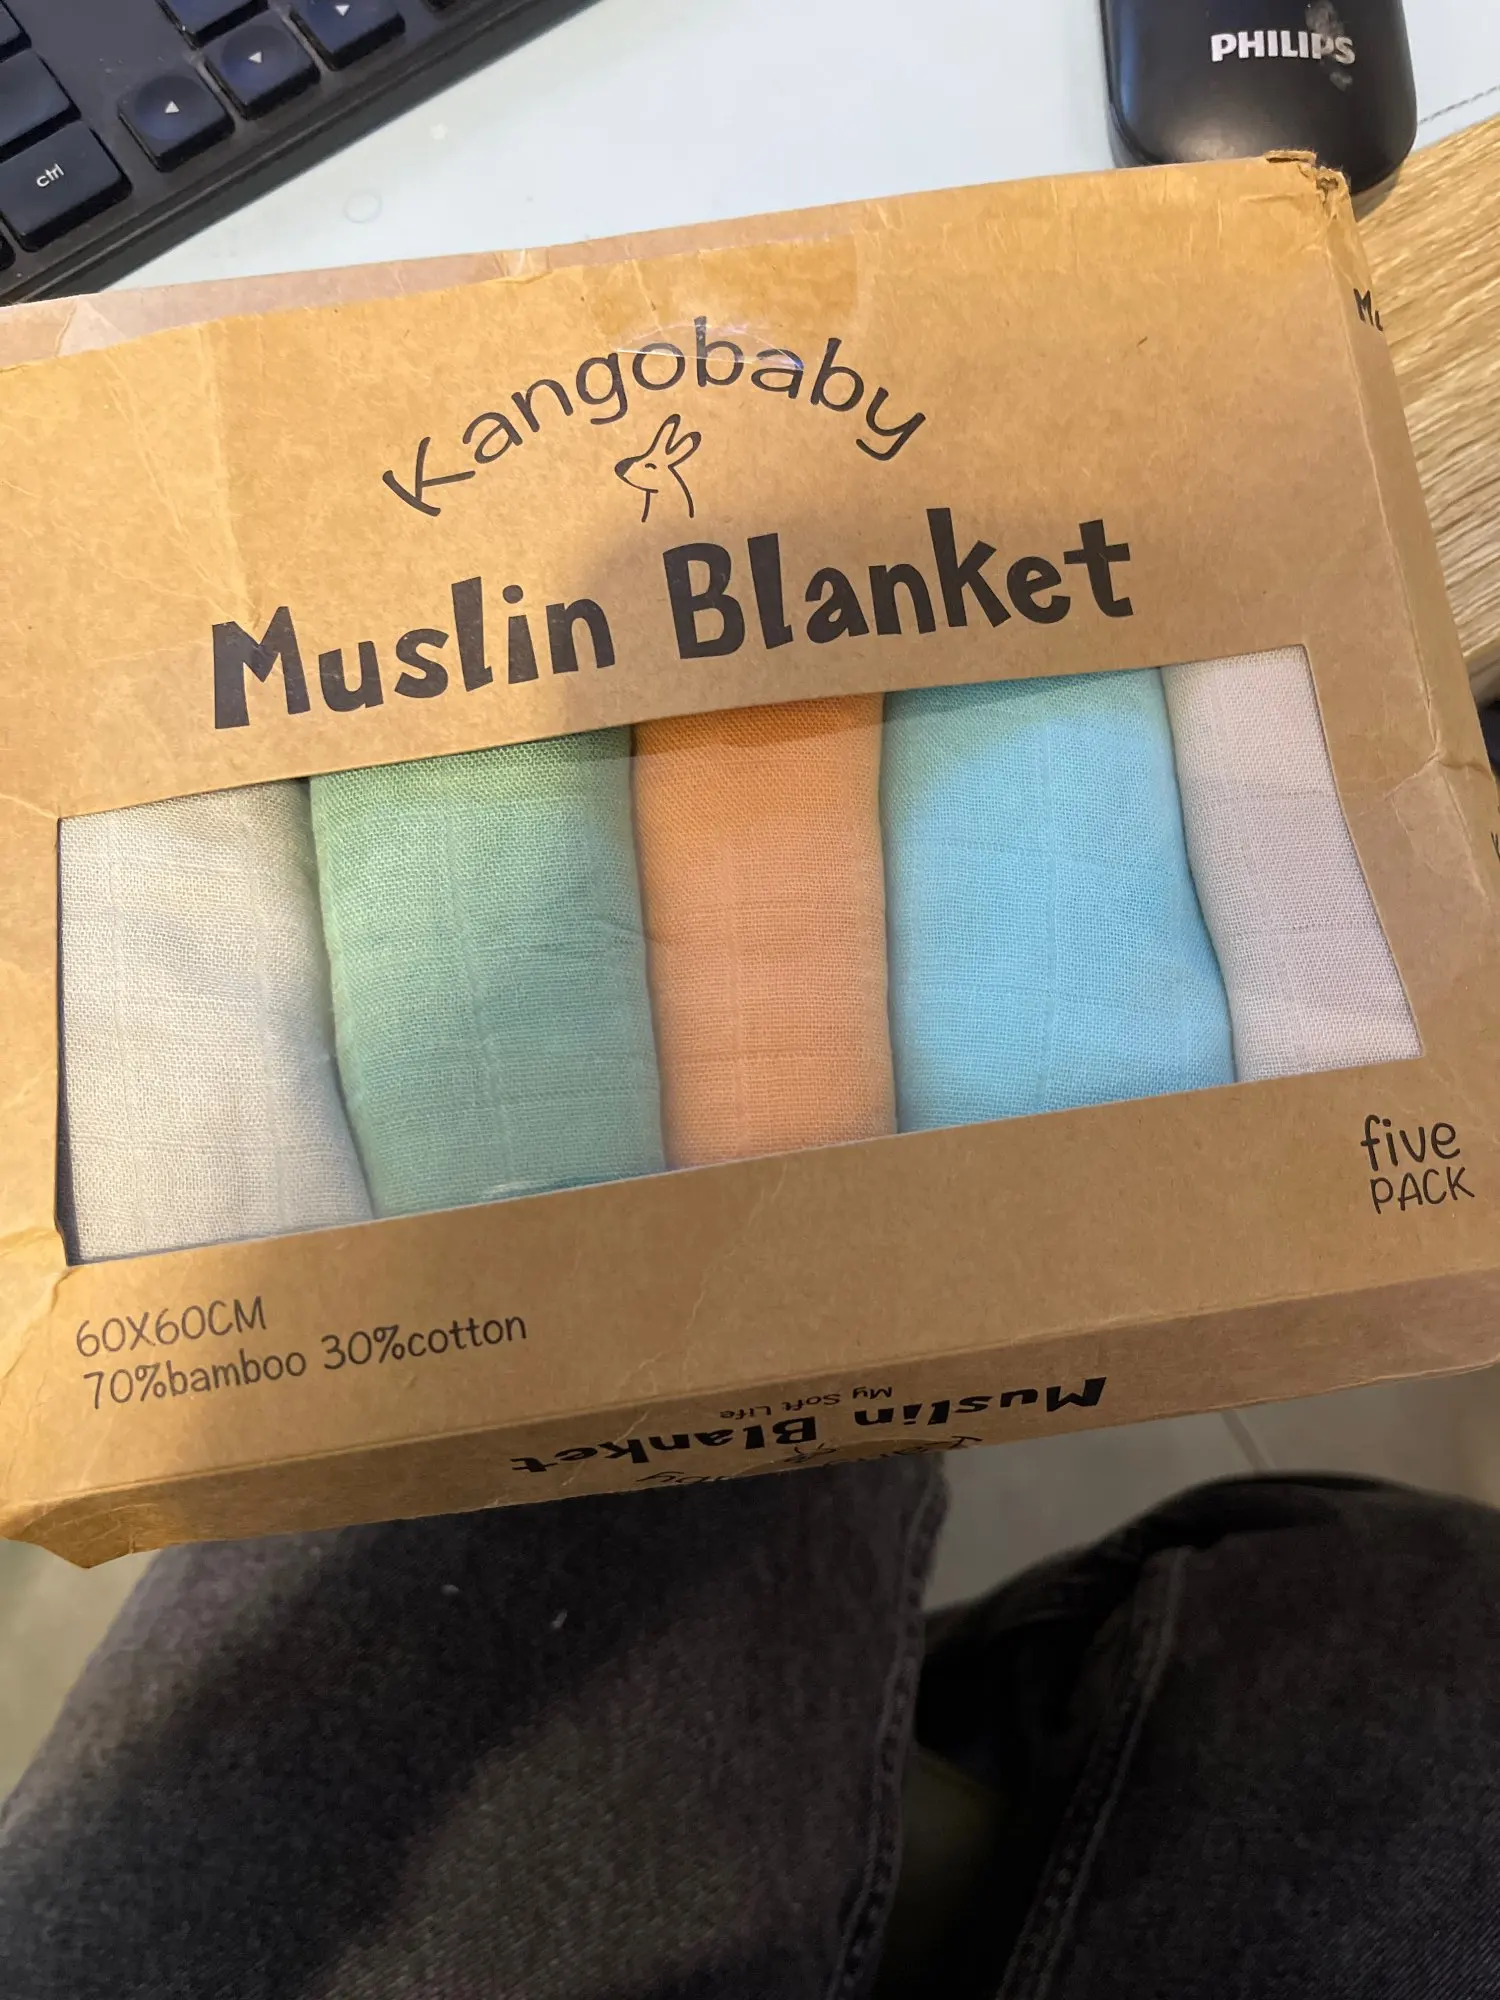 ctrl
PHILIPS
Kangobaby
Muslin Blanket
five
PACK
60X60CM
70%bamboo 30%cotton
Muslin Blanket
My Soft Life